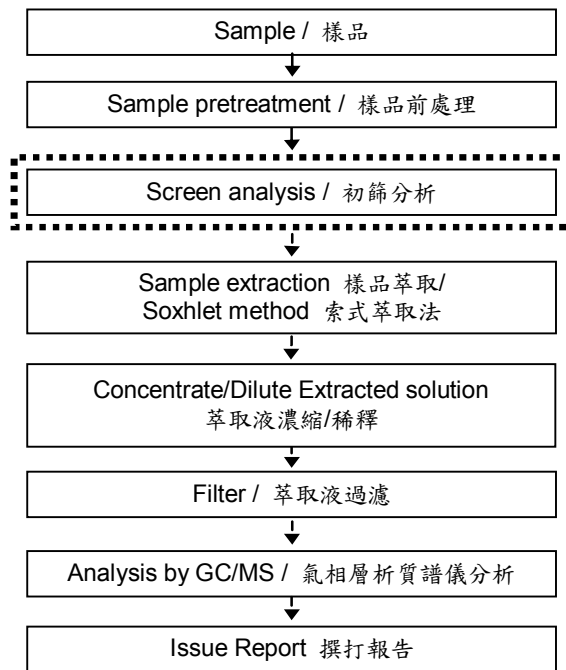 Sample / 樣品
Sample pretreatment / 樣品前處理
Screen analysis / 初篩分析
Sample extraction 樣品萃取/
Soxhlet method 索式萃取法
Concentrate/Dilute Extracted solution
萃取液濃縮/稀釋
Filter / 萃取液過濾
Analysis by GC/MS / 氣相層析質譜儀分析
Issue Report 撰打報告